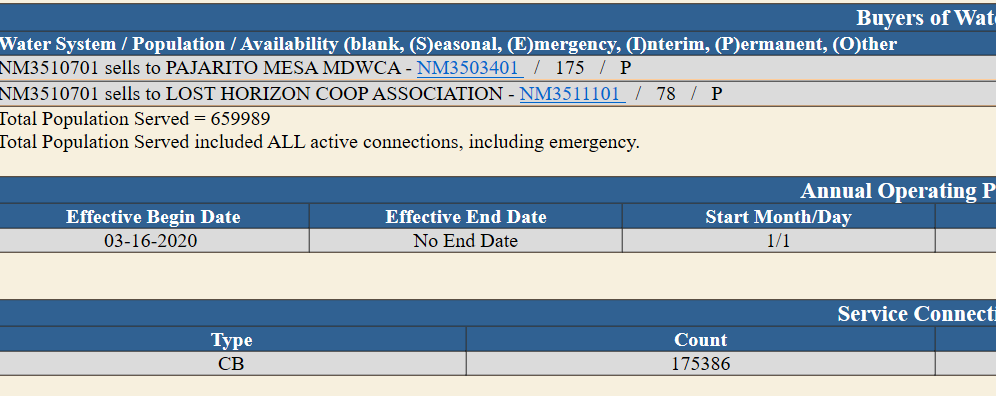 Buyers of Wat
Water System / Population / Availability (blank, (S)easonal, (E)mergency, (I)nterim, (P)ermanent, (O)ther
NM3510701 sells to PAJARITO MESA MDWCA - NM3503401 / 175 / P
NM3510701 sells to LOST HORIZON COOP ASSOCIATION - NM3511101 / 78 / P
Total Population Served = 659989
Total Population Served included ALL active connections, including emergency.
Annual Operating P
Effective Begin Date Effective End Date Start Month/Day
03-16-2020 No End Date 1/1
Service Connecti
Type Count
CB 175386